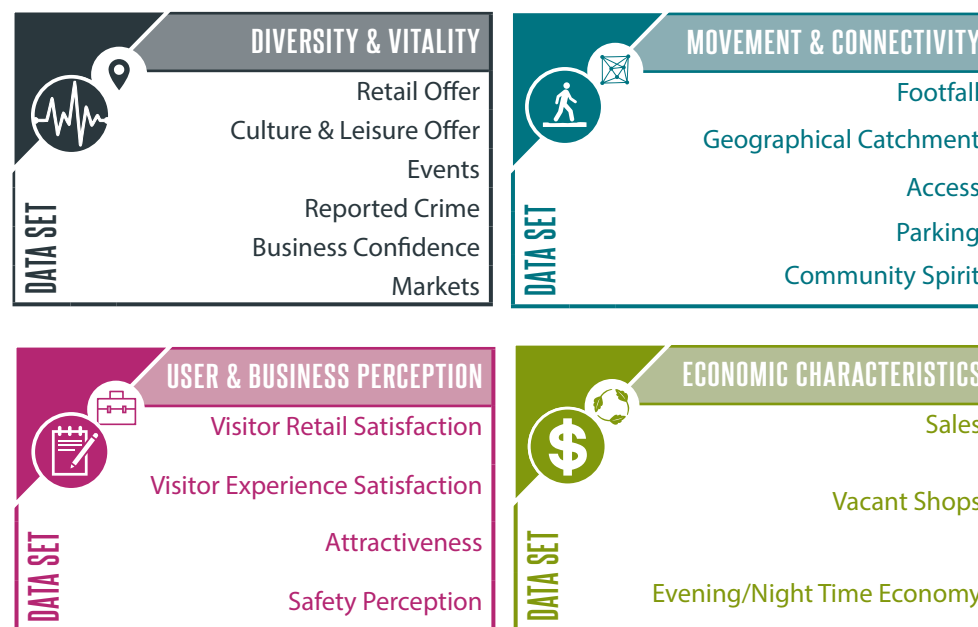 DIVERSITY & VITALITY
Retail Offer
Culture & Leisure Offer
Events
Reported Crime
Business Confidence
Markets
DATA SET
MOVEMENT & CONNECTIVITY
Footfall
Geographical Catchment
Access
Parking
Community Spirit
DATA SET
USER & BUSINESS PERCEPTION
Visitor Retail Satisfaction
Visitor Experience Satisfaction
Attractiveness
Safety Perception
DATA SET
ECONOMIC CHARACTERISTICS
Sales
Vacant Shops
Evening/Night Time Economy
DATA SET
$